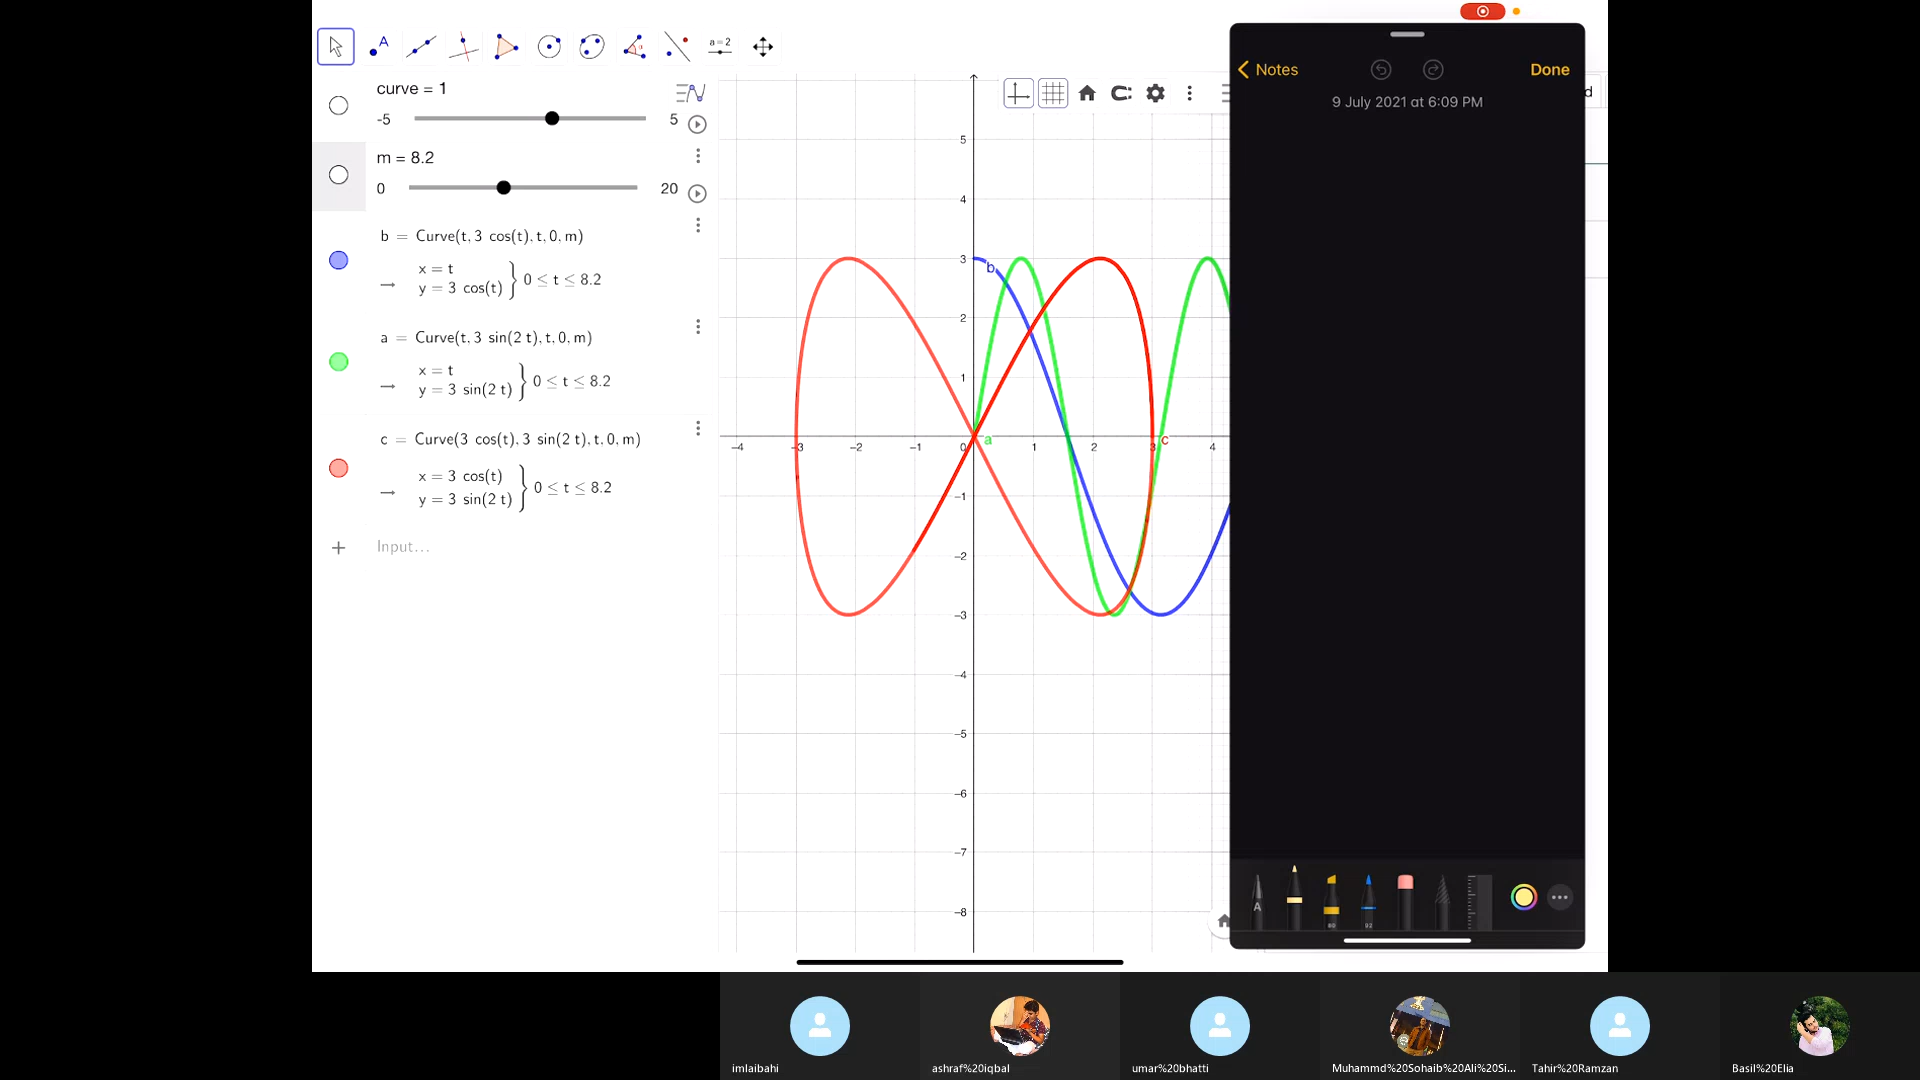 A
a=2
curve = 1
-5
5
m = 8.2
0
20
b = Curve(t, 3 cos(t), t, 0, m)
x = t
→ 0 ≤ t ≤ 8.2
y = 3 cos(t)
a = Curve(t, 3 sin(2 t), t, 0, m)
x = t
→ 0 ≤ t ≤ 8.2
y = 3 sin(2 t)
c = Curve(3 cos(t), 3 sin(2 t), t, 0, m)
x = 3 cos(t)
→ 0 ≤ t ≤ 8.2
y = 3 sin(2 t)
+ Input...
5
4
3
b
2
1
a
c
–4 –3 –2 –1 0 1 2 3 4
–1
–2
–3
–4
–5
–6
–7
–8
Notes
Done
d
9 July 2021 at 6:09 PM
A
80
imlaibahi
ashraf%20iqbal
umar%20bhatti
Muhammd%20Sohaib%20Ali%20Si...
Tahir%20Ramzan
Basil%20Elia